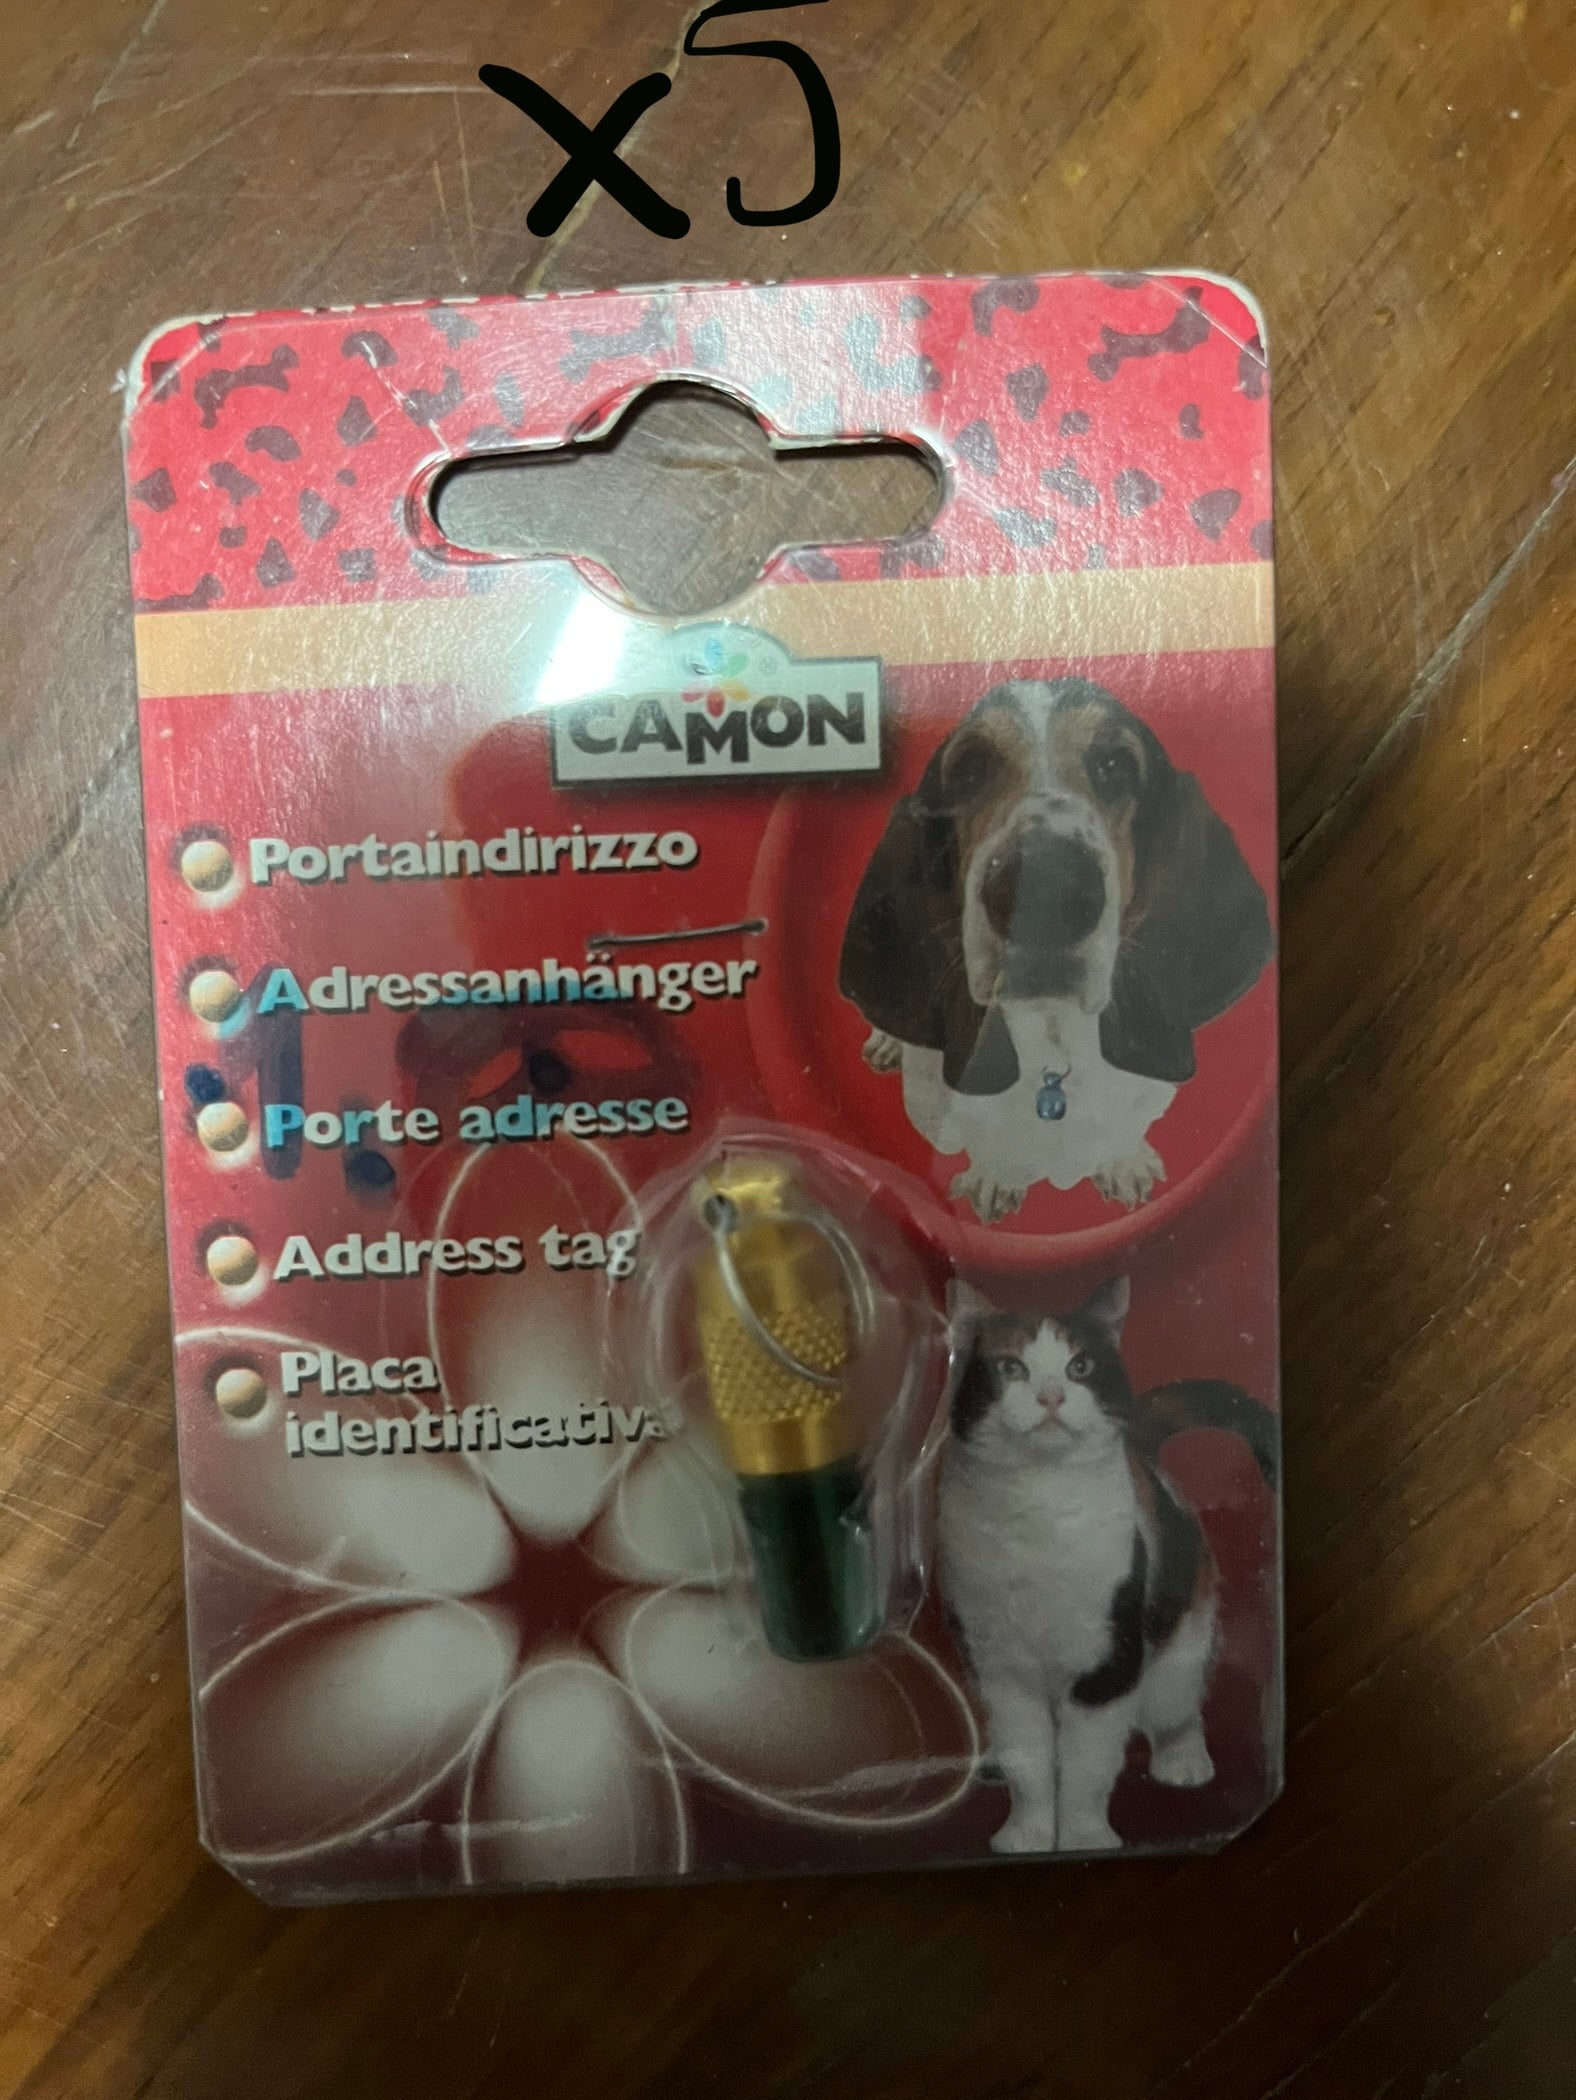 x5
CAMON
Portaindirizzo
Adressanhänger
Porte adresse
Address tag
Placa
identificativa